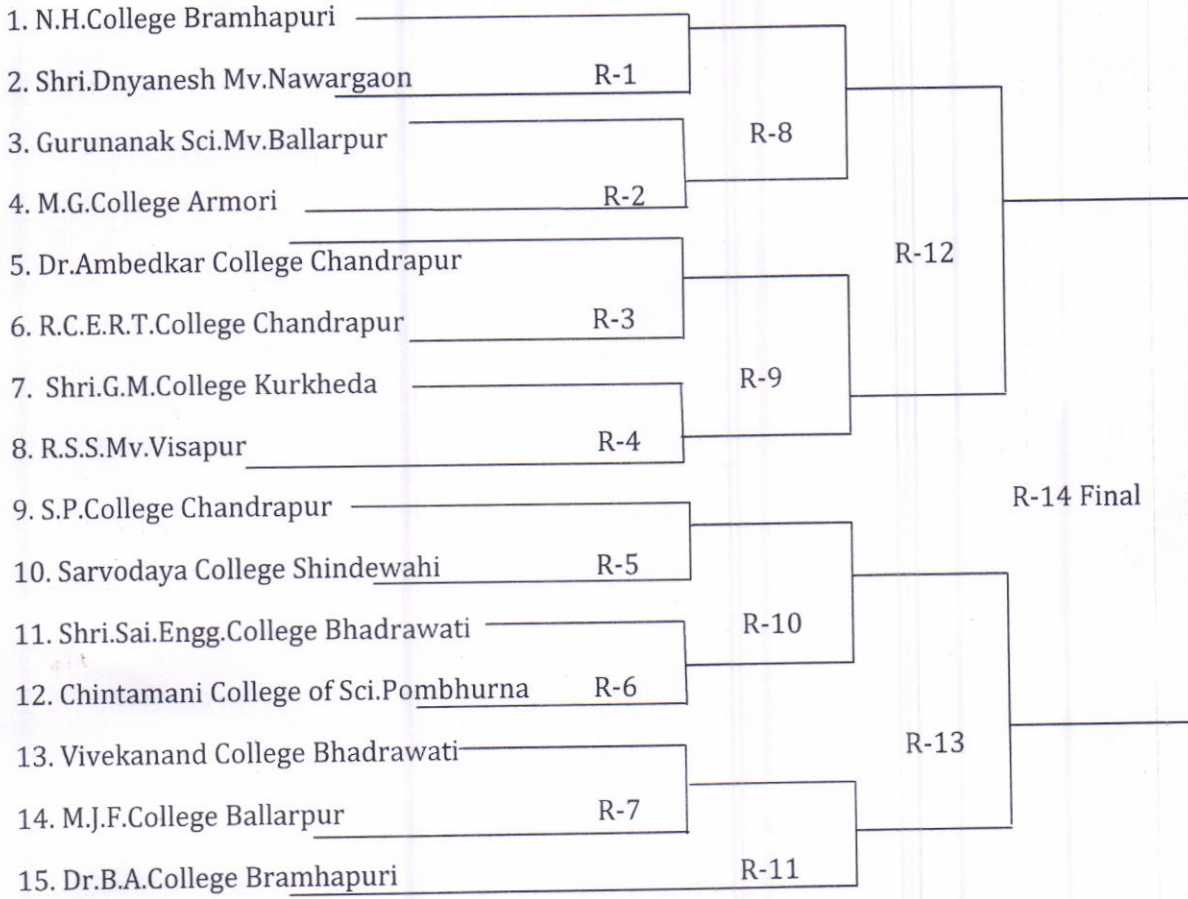 1. N.H.College Bramhapuri
2. Shri.Dnyanesh Mv.Nawargaon R-1
3. Gurunanak Sci.Mv.Ballarpur R-8
4. M.G.College Armori R-2
5. Dr.Ambedkar College Chandrapur R-12
6. R.C.E.R.T.College Chandrapur R-3
7. Shri.G.M.College Kurkheda R-9
8. R.S.S.Mv.Visapur R-4
9. S.P.College Chandrapur R-14 Final
10. Sarvodaya College Shindewahi R-5
11. Shri.Sai.Engg.College Bhadrawati R-10
12. Chintamani College of Sci.Pombhurna R-6
13. Vivekanand College Bhadrawati R-13
14. M.J.F.College Ballarpur R-7
15. Dr.B.A.College Bramhapuri R-11